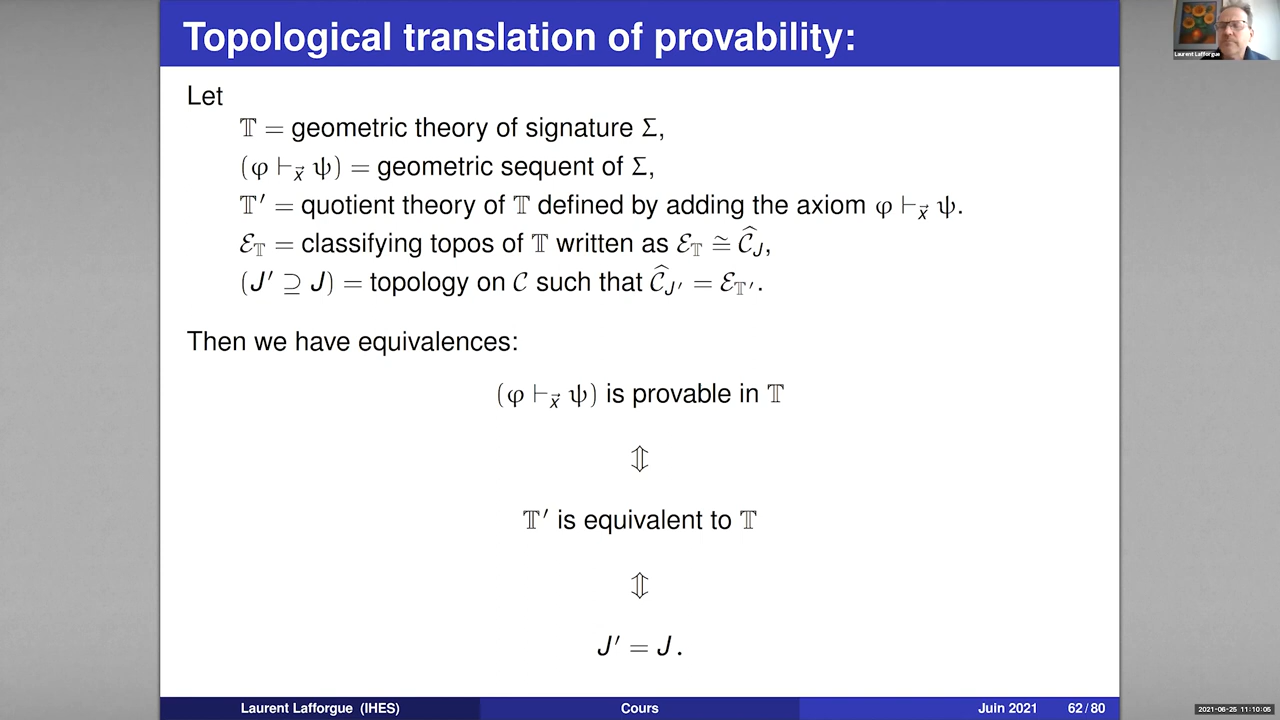 Topological translation of provability:
Laurent Lafforgue
Let
𝕋 = geometric theory of signature Σ,
(φ ⊢_x⃗ ψ) = geometric sequent of Σ,
𝕋′ = quotient theory of 𝕋 defined by adding the axiom φ ⊢_x⃗ ψ.
ℰ_𝕋 = classifying topos of 𝕋 written as ℰ_𝕋 ≅ 𝒞̂_J,
(J′ ⊇ J) = topology on 𝒞 such that 𝒞̂_J′ = ℰ_𝕋′.
Then we have equivalences:
(φ ⊢_x⃗ ψ) is provable in 𝕋
⇕
𝕋′ is equivalent to 𝕋
⇕
J′ = J.
Laurent Lafforgue (IHES) Cours Juin 2021 62 / 80
2021-06-25 11:10:05